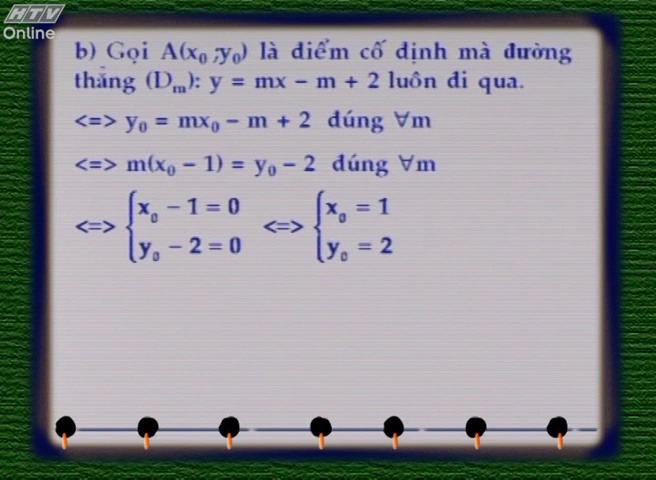 HTV
Online
b) Gọi A(x₀;y₀) là điểm cố định mà đường
thẳng (Dₘ): y = mx – m + 2 luôn đi qua.
<=> y₀ = mx₀ – m + 2 đúng ∀m
<=> m(x₀ – 1) = y₀ – 2 đúng ∀m
<=> { x₀ – 1 = 0 <=> { x₀ = 1
y₀ – 2 = 0 y₀ = 2